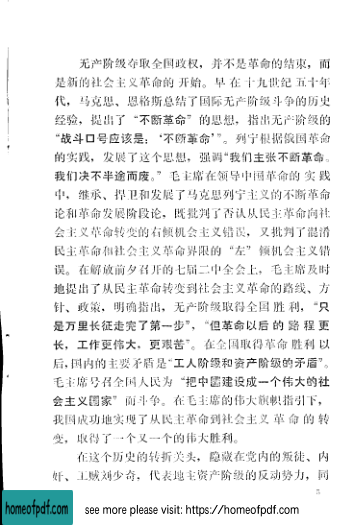 无产阶级夺取全国政权，并不是革命的结束，而
是新的社会主义革命的开始。早在十九世纪五十年
代，马克思、恩格斯总结了国际无产阶级斗争的历史
经验，提出了“不断革命”的思想，指出无产阶级的
“战斗口号应该是：‘不断革命’”。列宁根据俄国革命
的实践，发展了这个思想，强调“我们主张不断革命。
我们决不半途而废。”毛主席在领导中国革命的实践
中，继承、捍卫和发展了马克思列宁主义的不断革命
论和革命发展阶段论，既批判了否认从民主革命向社
会主义革命转变的右倾机会主义错误，又批判了混淆
民主革命和社会主义革命界限的“左”倾机会主义错
误。在解放前夕召开的七届二中全会上，毛主席及时
地提出了从民主革命转变到社会主义革命的路线、方
针、政策，明确指出，无产阶级取得全国胜利，“只
是万里长征走完了第一步”，“但革命以后的路程更
长，工作更伟大，更艰苦”。在全国取得革命胜利以
后，国内的主要矛盾是“工人阶级和资产阶级的矛盾”。
毛主席号召全国人民为“把中国建设成一个伟大的社
会主义国家”而斗争。在毛主席的伟大旗帜指引下，
我国成功地实现了从民主革命到社会主义革命的转
变，取得了一个又一个的伟大胜利。
在这个历史的转折关头，隐藏在党内的叛徒、内
奸、工贼刘少奇，代表地主资产阶级的反动势力，同
5
homeofpdf.com
see more please visit: https://homeofpdf.com